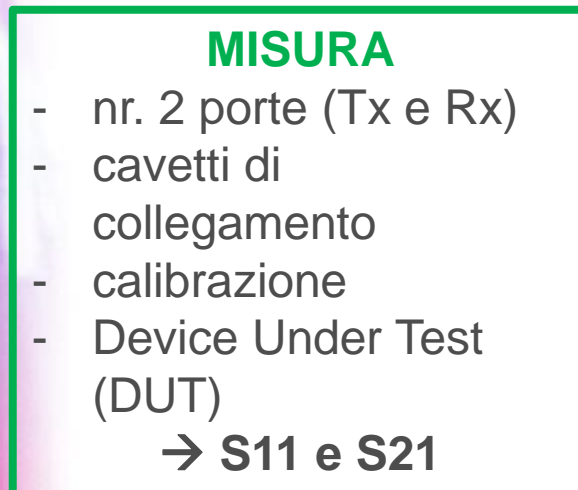 MISURA
- nr. 2 porte (Tx e Rx)
- cavetti di
collegamento
- calibrazione
- Device Under Test
(DUT)
→ S11 e S21